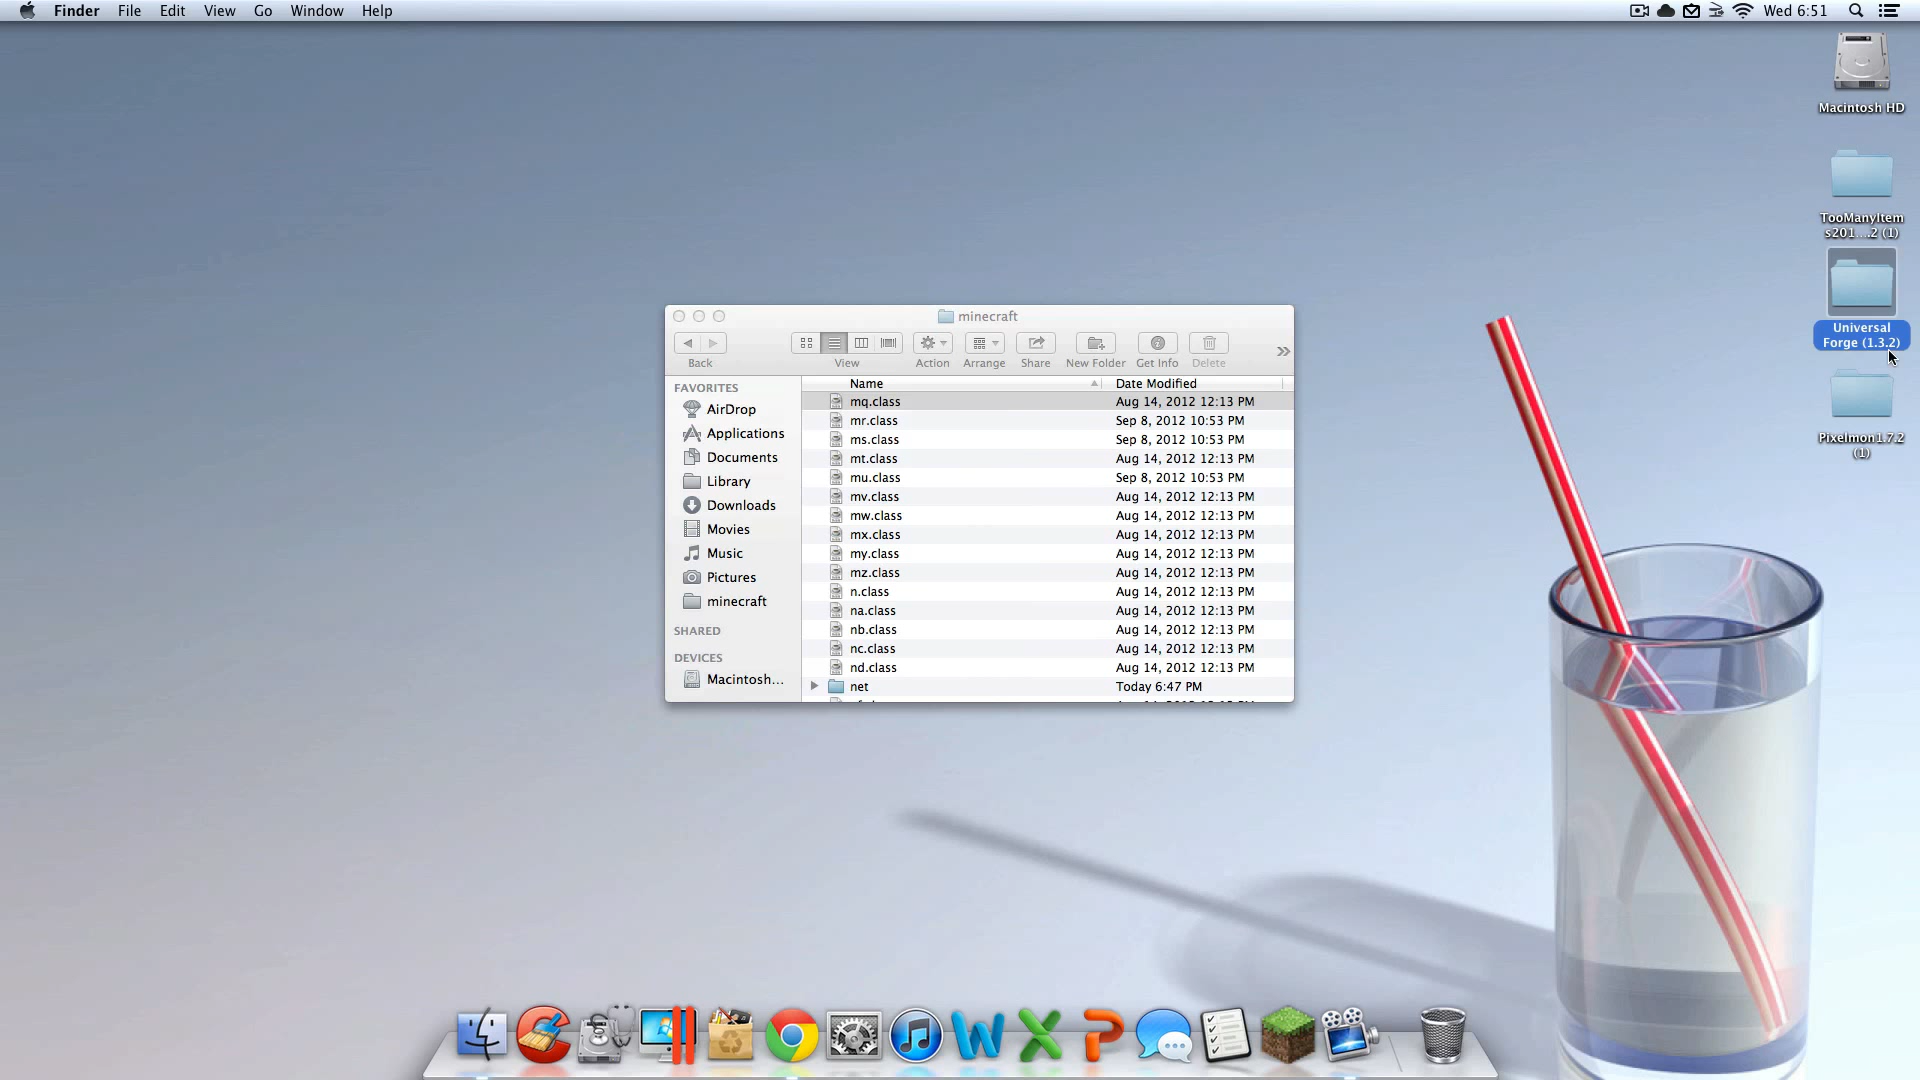 Finder File Edit View Go Window Help
Wed 6:51
Macintosh HD
TooManyItem
s201....2 (1)
Universal
Forge (1.3.2)
Pixelmon1.7.2
(1)
minecraft
Back
View
Action
Arrange
Share
New Folder
Get Info
Delete
FAVORITES
AirDrop
Applications
Documents
Library
Downloads
Movies
Music
Pictures
minecraft
SHARED
DEVICES
Macintosh...
Name Date Modified
mq.class Aug 14, 2012 12:13 PM
mr.class Sep 8, 2012 10:53 PM
ms.class Sep 8, 2012 10:53 PM
mt.class Aug 14, 2012 12:13 PM
mu.class Sep 8, 2012 10:53 PM
mv.class Aug 14, 2012 12:13 PM
mw.class Aug 14, 2012 12:13 PM
mx.class Aug 14, 2012 12:13 PM
my.class Aug 14, 2012 12:13 PM
mz.class Aug 14, 2012 12:13 PM
n.class Aug 14, 2012 12:13 PM
na.class Aug 14, 2012 12:13 PM
nb.class Aug 14, 2012 12:13 PM
nc.class Aug 14, 2012 12:13 PM
nd.class Aug 14, 2012 12:13 PM
net Today 6:47 PM